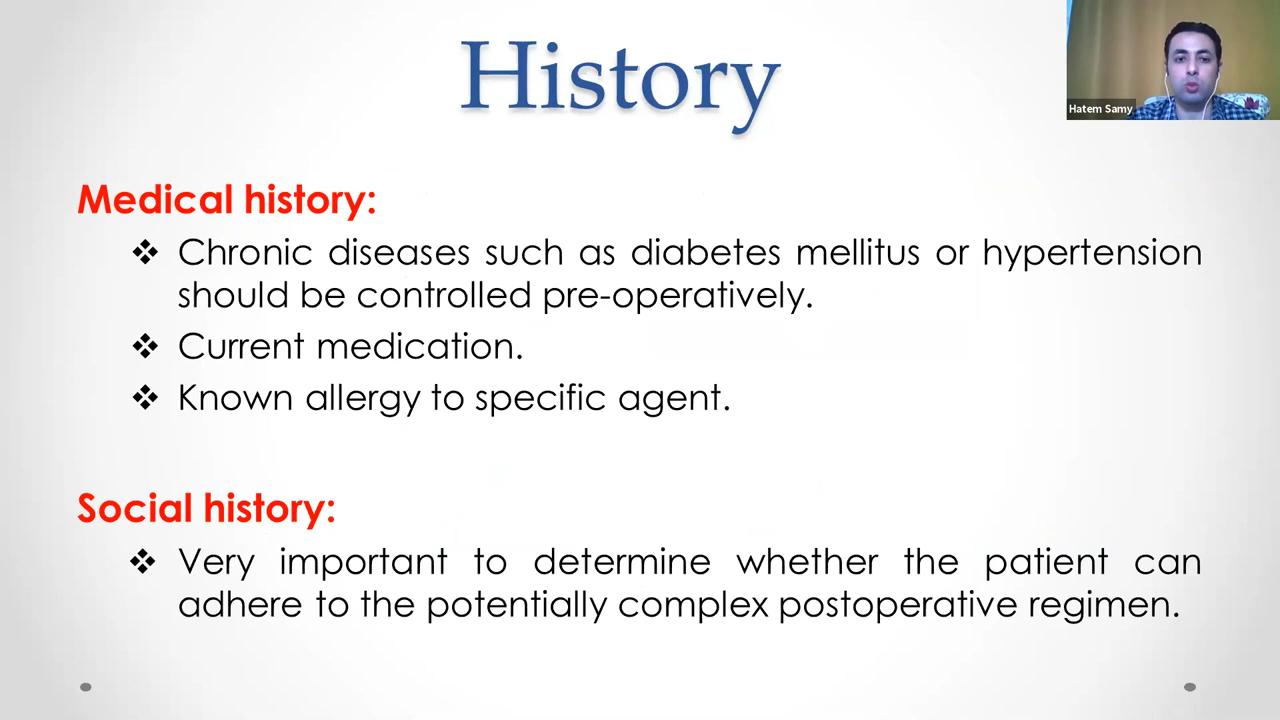 History
Hatem Samy
Medical history:
❖ Chronic diseases such as diabetes mellitus or hypertension
should be controlled pre-operatively.
❖ Current medication.
❖ Known allergy to specific agent.
Social history:
❖ Very important to determine whether the patient can
adhere to the potentially complex postoperative regimen.